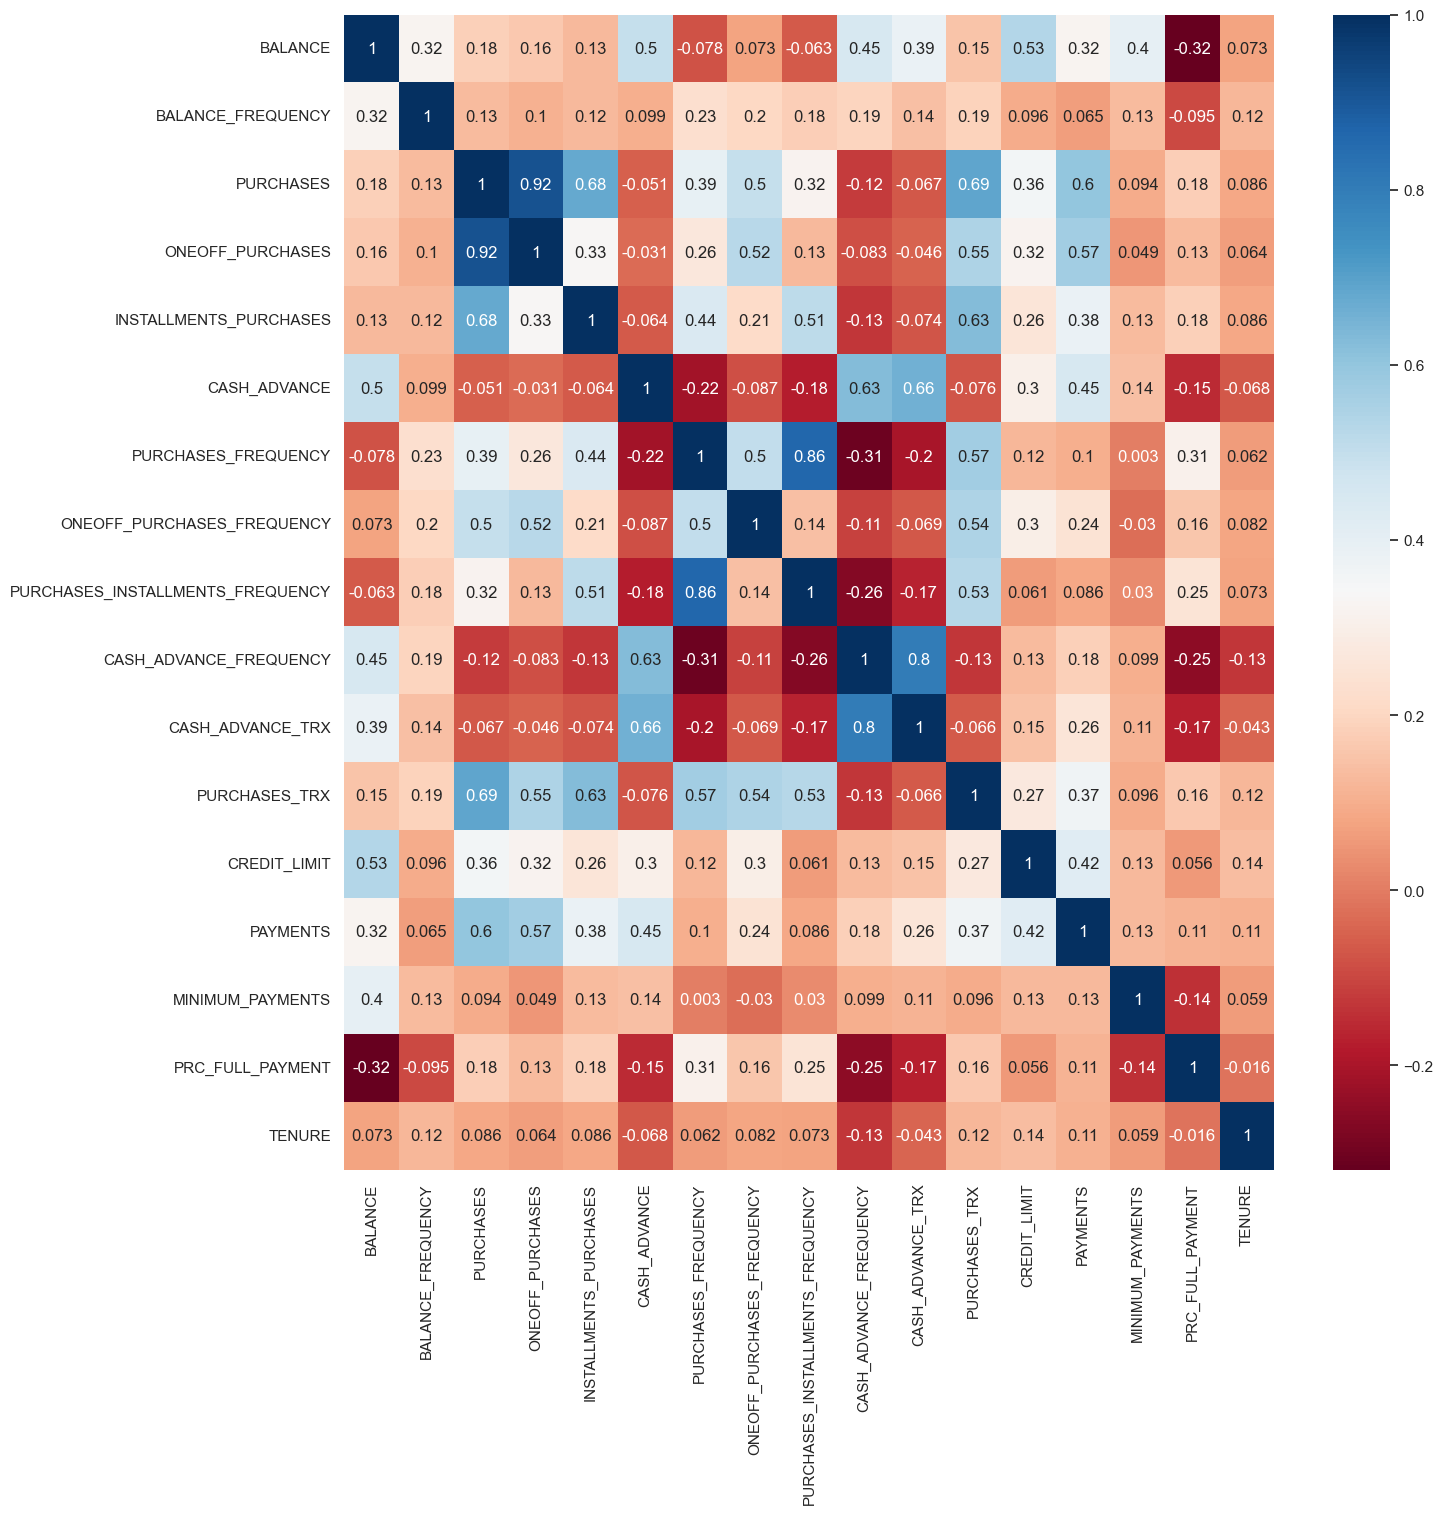 BALANCE 1 0.32 0.18 0.16 0.13 0.5 -0.078 0.073 -0.063 0.45 0.39 0.15 0.53 0.32 0.4 -0.32 0.073
BALANCE_FREQUENCY 0.32 1 0.13 0.1 0.12 0.099 0.23 0.2 0.18 0.19 0.14 0.19 0.096 0.065 0.13 -0.095 0.12
PURCHASES 0.18 0.13 1 0.92 0.68 -0.051 0.39 0.5 0.32 -0.12 -0.067 0.69 0.36 0.6 0.094 0.18 0.086
ONEOFF_PURCHASES 0.16 0.1 0.92 1 0.33 -0.031 0.26 0.52 0.13 -0.083 -0.046 0.55 0.32 0.57 0.049 0.13 0.064
INSTALLMENTS_PURCHASES 0.13 0.12 0.68 0.33 1 -0.064 0.44 0.21 0.51 -0.13 -0.074 0.63 0.26 0.38 0.13 0.18 0.086
CASH_ADVANCE 0.5 0.099 -0.051 -0.031 -0.064 1 -0.22 -0.087 -0.18 0.63 0.66 -0.076 0.3 0.45 0.14 -0.15 -0.068
PURCHASES_FREQUENCY -0.078 0.23 0.39 0.26 0.44 -0.22 1 0.5 0.86 -0.31 -0.2 0.57 0.12 0.1 0.003 0.31 0.062
ONEOFF_PURCHASES_FREQUENCY 0.073 0.2 0.5 0.52 0.21 -0.087 0.5 1 0.14 -0.11 -0.069 0.54 0.3 0.24 -0.03 0.16 0.082
PURCHASES_INSTALLMENTS_FREQUENCY -0.063 0.18 0.32 0.13 0.51 -0.18 0.86 0.14 1 -0.26 -0.17 0.53 0.061 0.086 0.03 0.25 0.073
CASH_ADVANCE_FREQUENCY 0.45 0.19 -0.12 -0.083 -0.13 0.63 -0.31 -0.11 -0.26 1 0.8 -0.13 0.13 0.18 0.099 -0.25 -0.13
CASH_ADVANCE_TRX 0.39 0.14 -0.067 -0.046 -0.074 0.66 -0.2 -0.069 -0.17 0.8 1 -0.066 0.15 0.26 0.11 -0.17 -0.043
PURCHASES_TRX 0.15 0.19 0.69 0.55 0.63 -0.076 0.57 0.54 0.53 -0.13 -0.066 1 0.27 0.37 0.096 0.16 0.12
CREDIT_LIMIT 0.53 0.096 0.36 0.32 0.26 0.3 0.12 0.3 0.061 0.13 0.15 0.27 1 0.42 0.13 0.056 0.14
PAYMENTS 0.32 0.065 0.6 0.57 0.38 0.45 0.1 0.24 0.086 0.18 0.26 0.37 0.42 1 0.13 0.11 0.11
MINIMUM_PAYMENTS 0.4 0.13 0.094 0.049 0.13 0.14 0.003 -0.03 0.03 0.099 0.11 0.096 0.13 0.13 1 -0.14 0.059
PRC_FULL_PAYMENT -0.32 -0.095 0.18 0.13 0.18 -0.15 0.31 0.16 0.25 -0.25 -0.17 0.16 0.056 0.11 -0.14 1 -0.016
TENURE 0.073 0.12 0.086 0.064 0.086 -0.068 0.062 0.082 0.073 -0.13 -0.043 0.12 0.14 0.11 0.059 -0.016 1
BALANCE
BALANCE_FREQUENCY
PURCHASES
ONEOFF_PURCHASES
INSTALLMENTS_PURCHASES
CASH_ADVANCE
PURCHASES_FREQUENCY
ONEOFF_PURCHASES_FREQUENCY
PURCHASES_INSTALLMENTS_FREQUENCY
CASH_ADVANCE_FREQUENCY
CASH_ADVANCE_TRX
PURCHASES_TRX
CREDIT_LIMIT
PAYMENTS
MINIMUM_PAYMENTS
PRC_FULL_PAYMENT
TENURE
1.0
0.8
0.6
0.4
0.2
0.0
−0.2